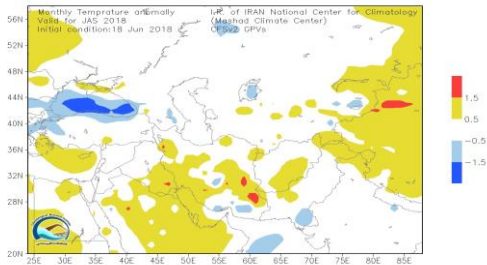 Monthly Temprature anomaly I.R. of IRAN National Center for Climatology
Valid for JAS 2018 (Mashad Climate Center)
Initial condition:18 Jun 2018 CFSv2 GPVs
56N
52N
48N
44N
40N
36N
32N
28N
24N
20N
24E 25E 30E 35E 40E 45E 50E 55E 60E 65E 70E 75E 80E 85E
1.5
0.5
−0.5
−1.5